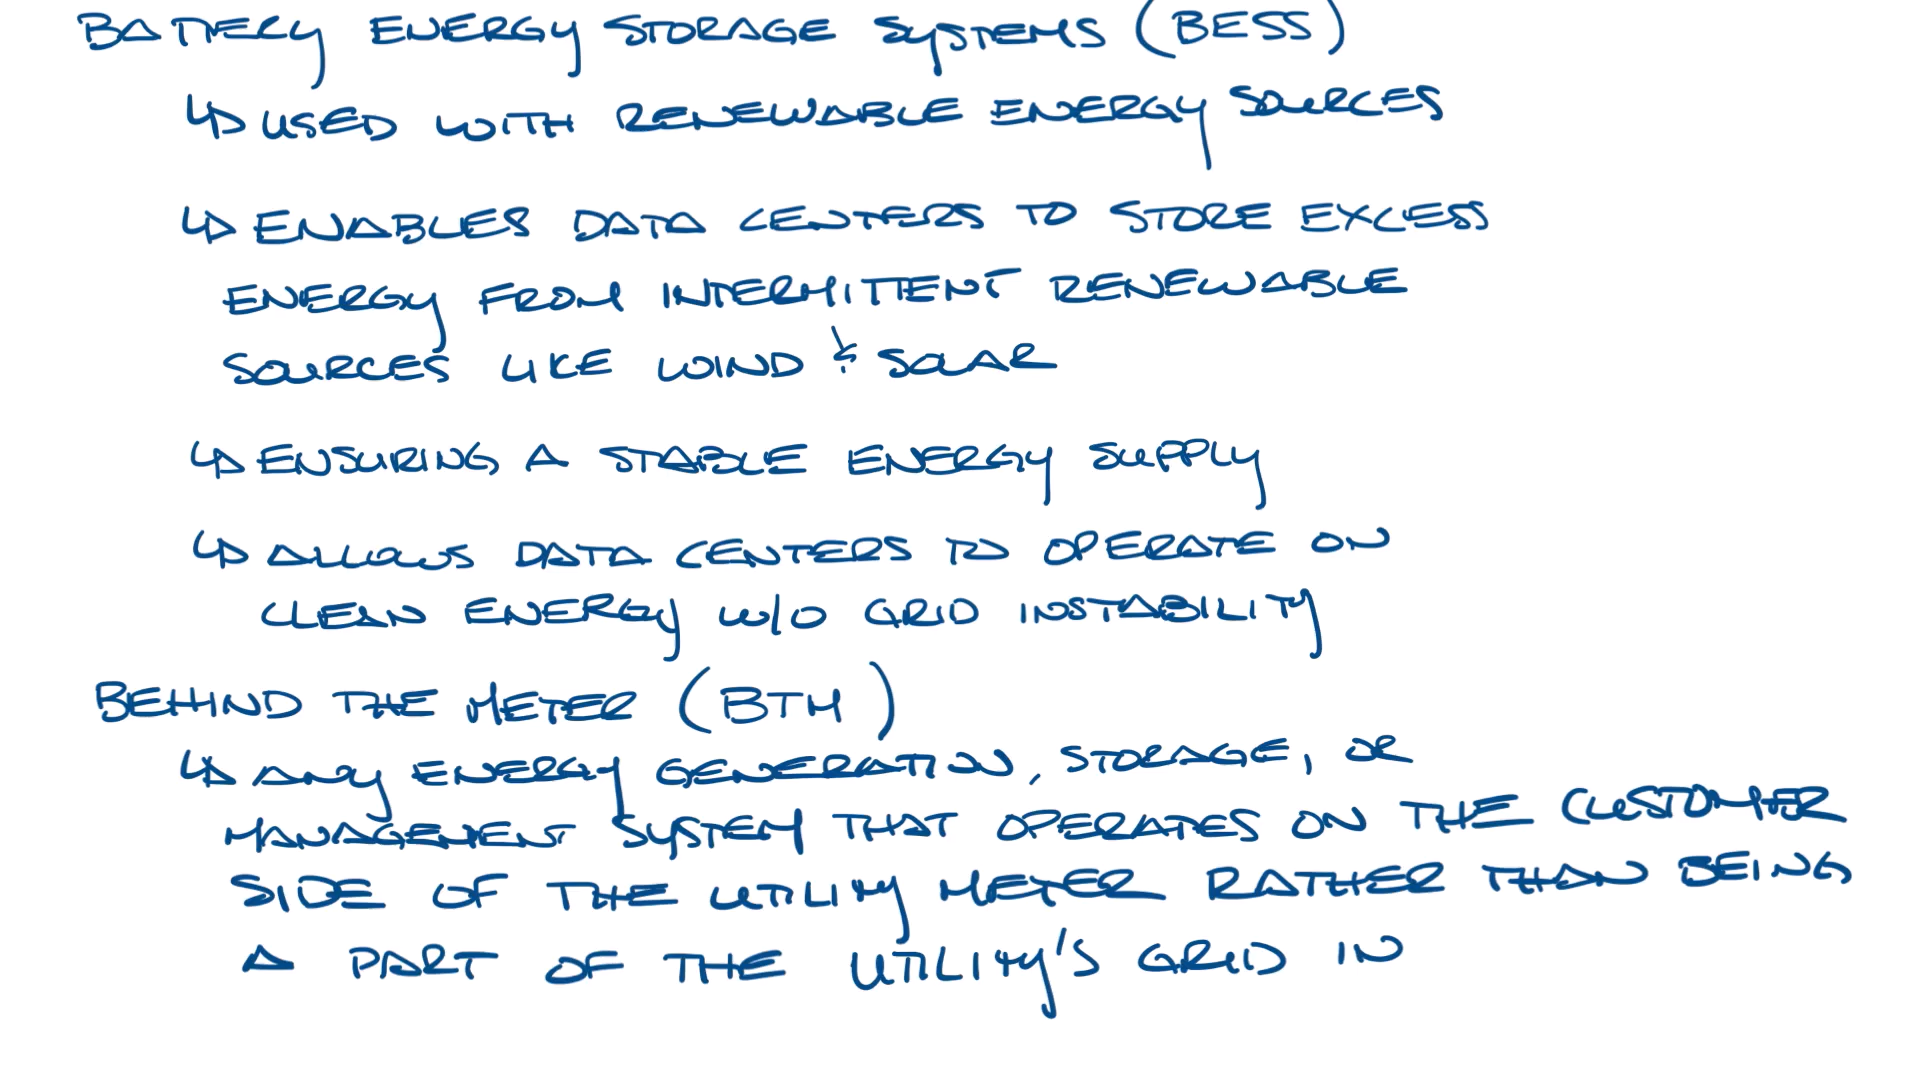 BATTERY ENERGY STORAGE SYSTEMS (BESS)
↳ USED WITH RENEWABLE ENERGY SOURCES
↳ ENABLES DATA CENTERS TO STORE EXCESS
ENERGY FROM INTERMITTENT RENEWABLE
SOURCES LIKE WIND & SOLAR
↳ ENSURING A STABLE ENERGY SUPPLY
↳ ALLOWS DATA CENTERS TO OPERATE ON
CLEAN ENERGY W/O GRID INSTABILITY
BEHIND THE METER (BTM)
↳ ANY ENERGY GENERATION, STORAGE, OR
MANAGEMENT SYSTEM THAT OPERATES ON THE CUSTOMER
SIDE OF THE UTILITY METER RATHER THAN BEING
A PART OF THE UTILITY'S GRID IN